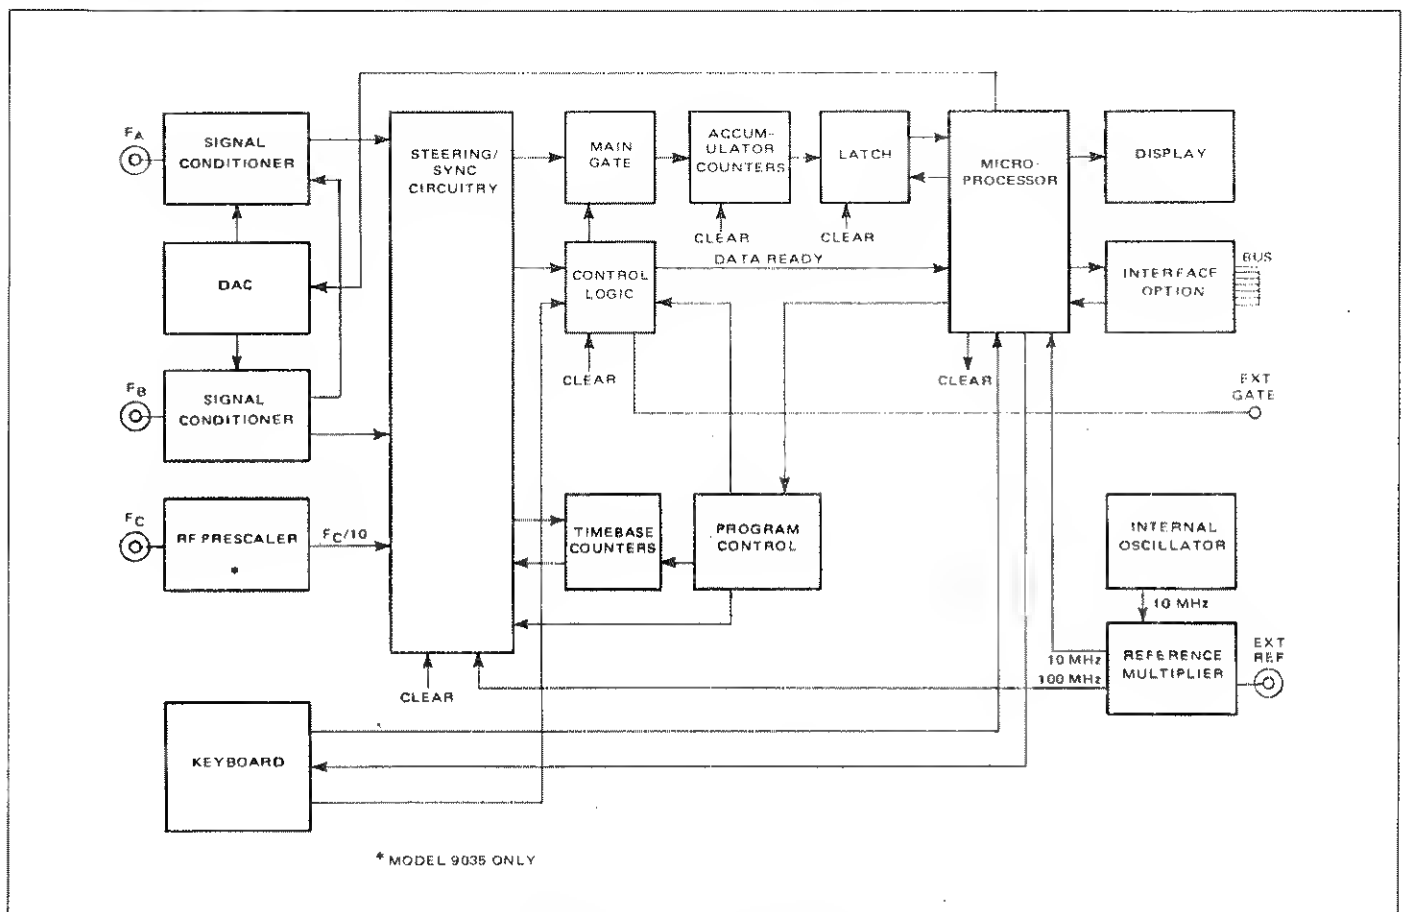 FA
SIGNAL
CONDITIONER
STEERING/
SYNC
CIRCUITRY
MAIN
GATE
ACCUM-
ULATOR
COUNTERS
LATCH
MICRO-
PROCESSOR
DISPLAY
CLEAR
CLEAR
DAC
CONTROL
LOGIC
DATA READY
INTERFACE
OPTION
BUS
CLEAR
CLEAR
EXT
GATE
FB
SIGNAL
CONDITIONER
FC
RF PRESCALER
*
FC/10
TIMEBASE
COUNTERS
PROGRAM
CONTROL
INTERNAL
OSCILLATOR
10 MHz
REFERENCE
MULTIPLIER
10 MHz
100 MHz
EXT
REF
CLEAR
KEYBOARD
* MODEL 9035 ONLY